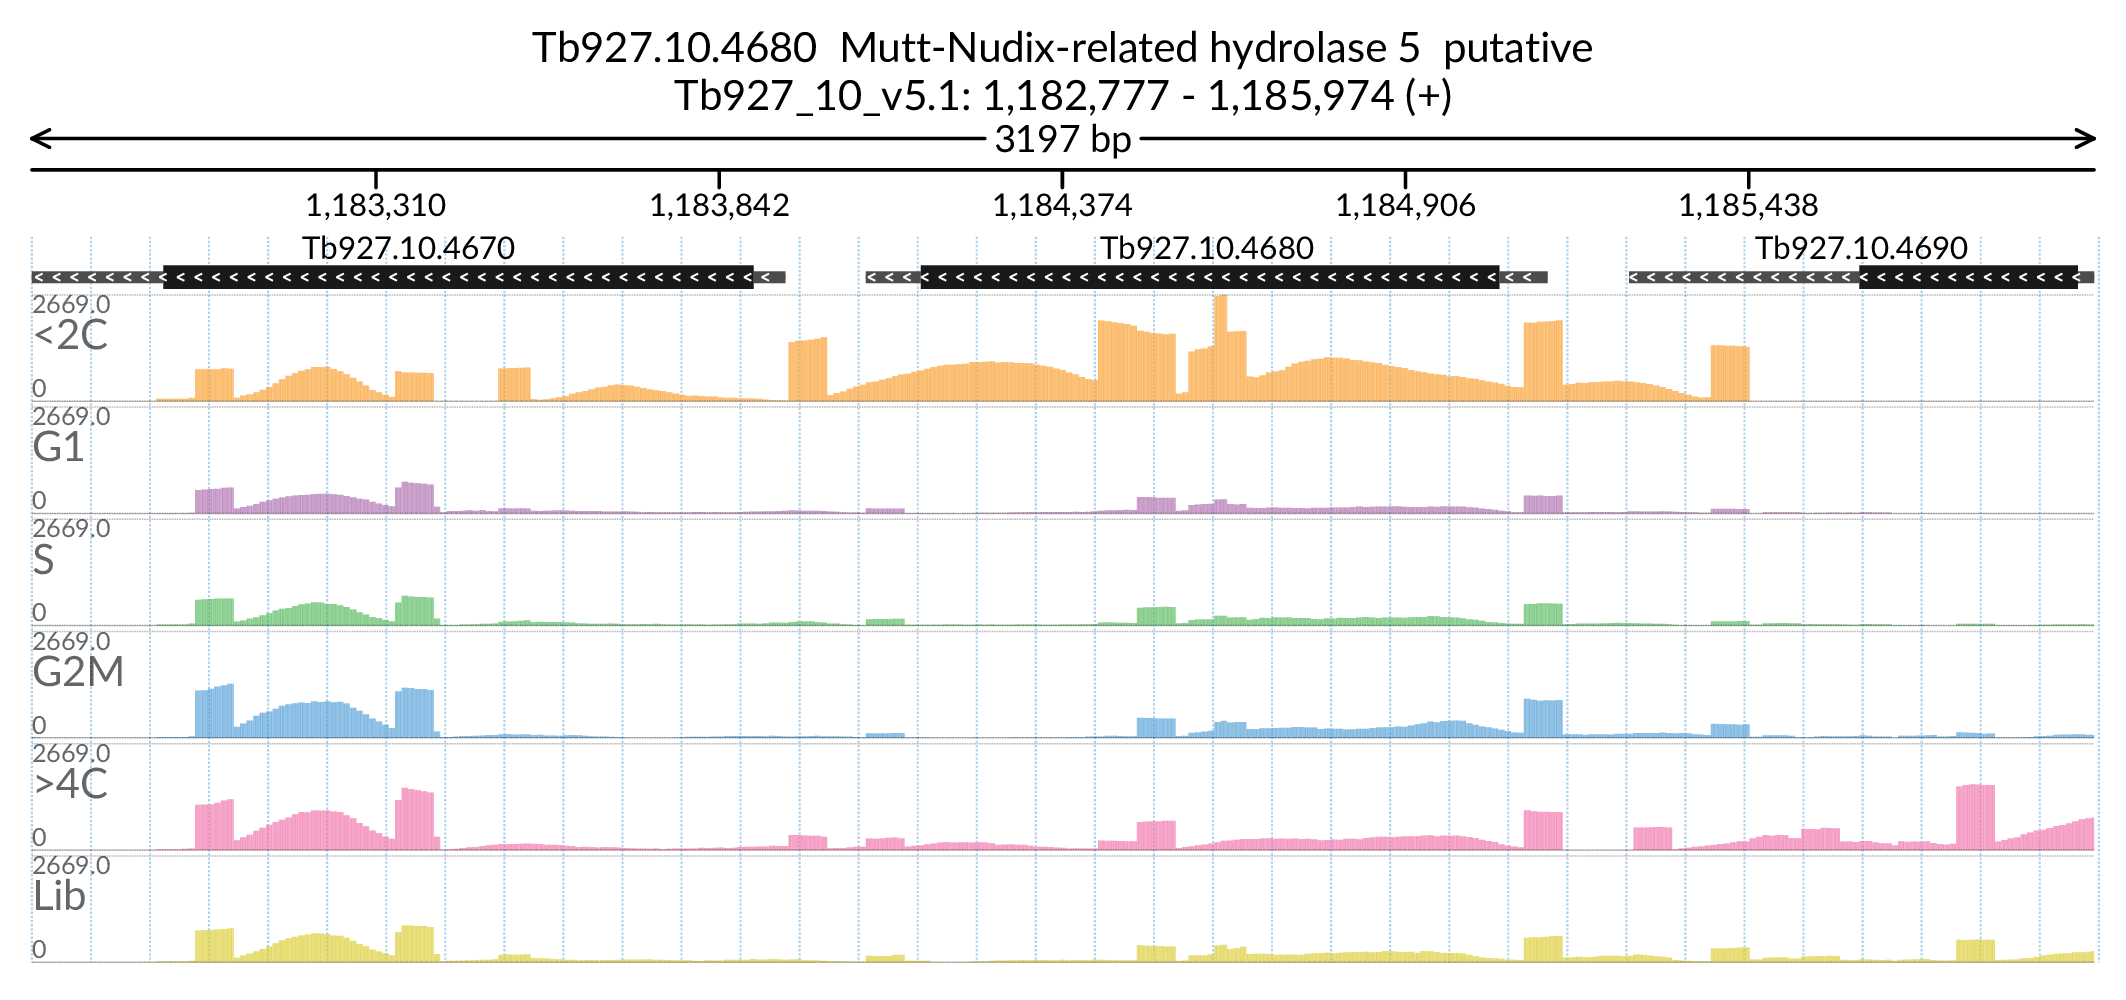 Tb927.10.4680  Mutt-Nudix-related hydrolase 5  putative
Tb927_10_v5.1: 1,182,777 - 1,185,974 (+)
3197 bp
1,183,310 1,183,842 1,184,374 1,184,906 1,185,438
Tb927.10.4670 Tb927.10.4680 Tb927.10.4690
2669.0
<2C
0
2669.0
G1
0
2669.0
S
0
2669.0
G2M
0
2669.0
>4C
0
2669.0
Lib
0